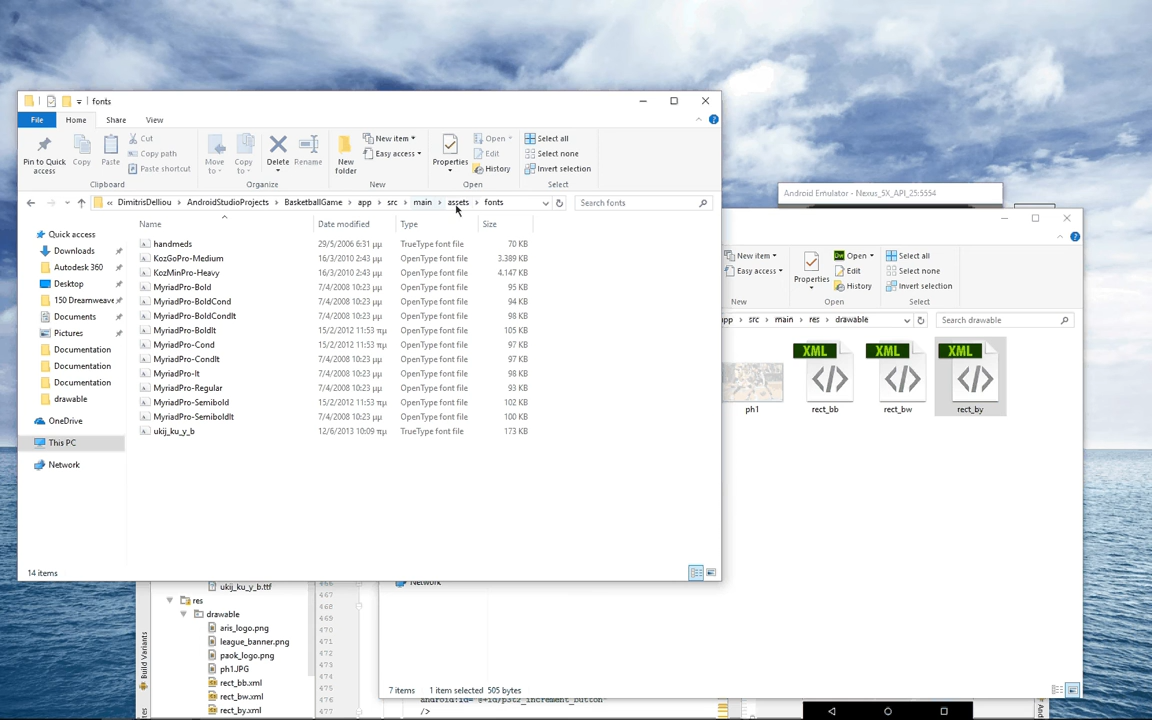 fonts
File Home Share View
Pin to Quick access
Copy
Paste
Cut
Copy path
Paste shortcut
Clipboard
Move to
Copy to
Delete
Rename
Organize
New folder
New item
Easy access
New
Properties
Open
Edit
History
Open
Select all
Select none
Invert selection
Select
« DimitrisDelliou › AndroidStudioProjects › BasketballGame › app › src › main › assets › fonts
Search fonts
Name Date modified Type Size
handmeds 29/5/2006 6:31 μμ TrueType font file 70 KB
KozGoPro-Medium 16/3/2010 2:43 μμ OpenType font file 3.389 KB
KozMinPro-Heavy 16/3/2010 2:43 μμ OpenType font file 4.147 KB
MyriadPro-Bold 7/4/2008 10:23 μμ OpenType font file 95 KB
MyriadPro-BoldCond 7/4/2008 10:23 μμ OpenType font file 94 KB
MyriadPro-BoldCondIt 7/4/2008 10:23 μμ OpenType font file 98 KB
MyriadPro-BoldIt 15/2/2012 11:53 πμ OpenType font file 105 KB
MyriadPro-Cond 15/2/2012 11:53 πμ OpenType font file 97 KB
MyriadPro-CondIt 7/4/2008 10:23 μμ OpenType font file 97 KB
MyriadPro-It 7/4/2008 10:23 μμ OpenType font file 98 KB
MyriadPro-Regular 7/4/2008 10:23 μμ OpenType font file 93 KB
MyriadPro-Semibold 15/2/2012 11:53 πμ OpenType font file 102 KB
MyriadPro-SemiboldIt 7/4/2008 10:23 μμ OpenType font file 100 KB
ukij_ku_y_b 12/6/2013 10:09 πμ TrueType font file 173 KB
Quick access
Downloads
Autodesk 360
Desktop
150 Dreamweave
Documents
Pictures
Documentation
Documentation
Documentation
drawable
OneDrive
This PC
Network
14 items
Android Emulator - Nexus_5X_API_25:5554
New item
Easy access
New
Properties
Open
Edit
History
Open
Select all
Select none
Invert selection
Select
src › main › res › drawable
Search drawable
XML XML XML
ph1 rect_bb rect_bw rect_by
Network
7 items 1 item selected 505 bytes
Build Variants
ukij_ku_y_b.ttf
res
drawable
aris_logo.png
league_banner.png
paok_logo.png
ph1.JPG
rect_bb.xml
rect_bw.xml
rect_by.xml
467
468
469
470
471
472
473
474
475
476
477
/>